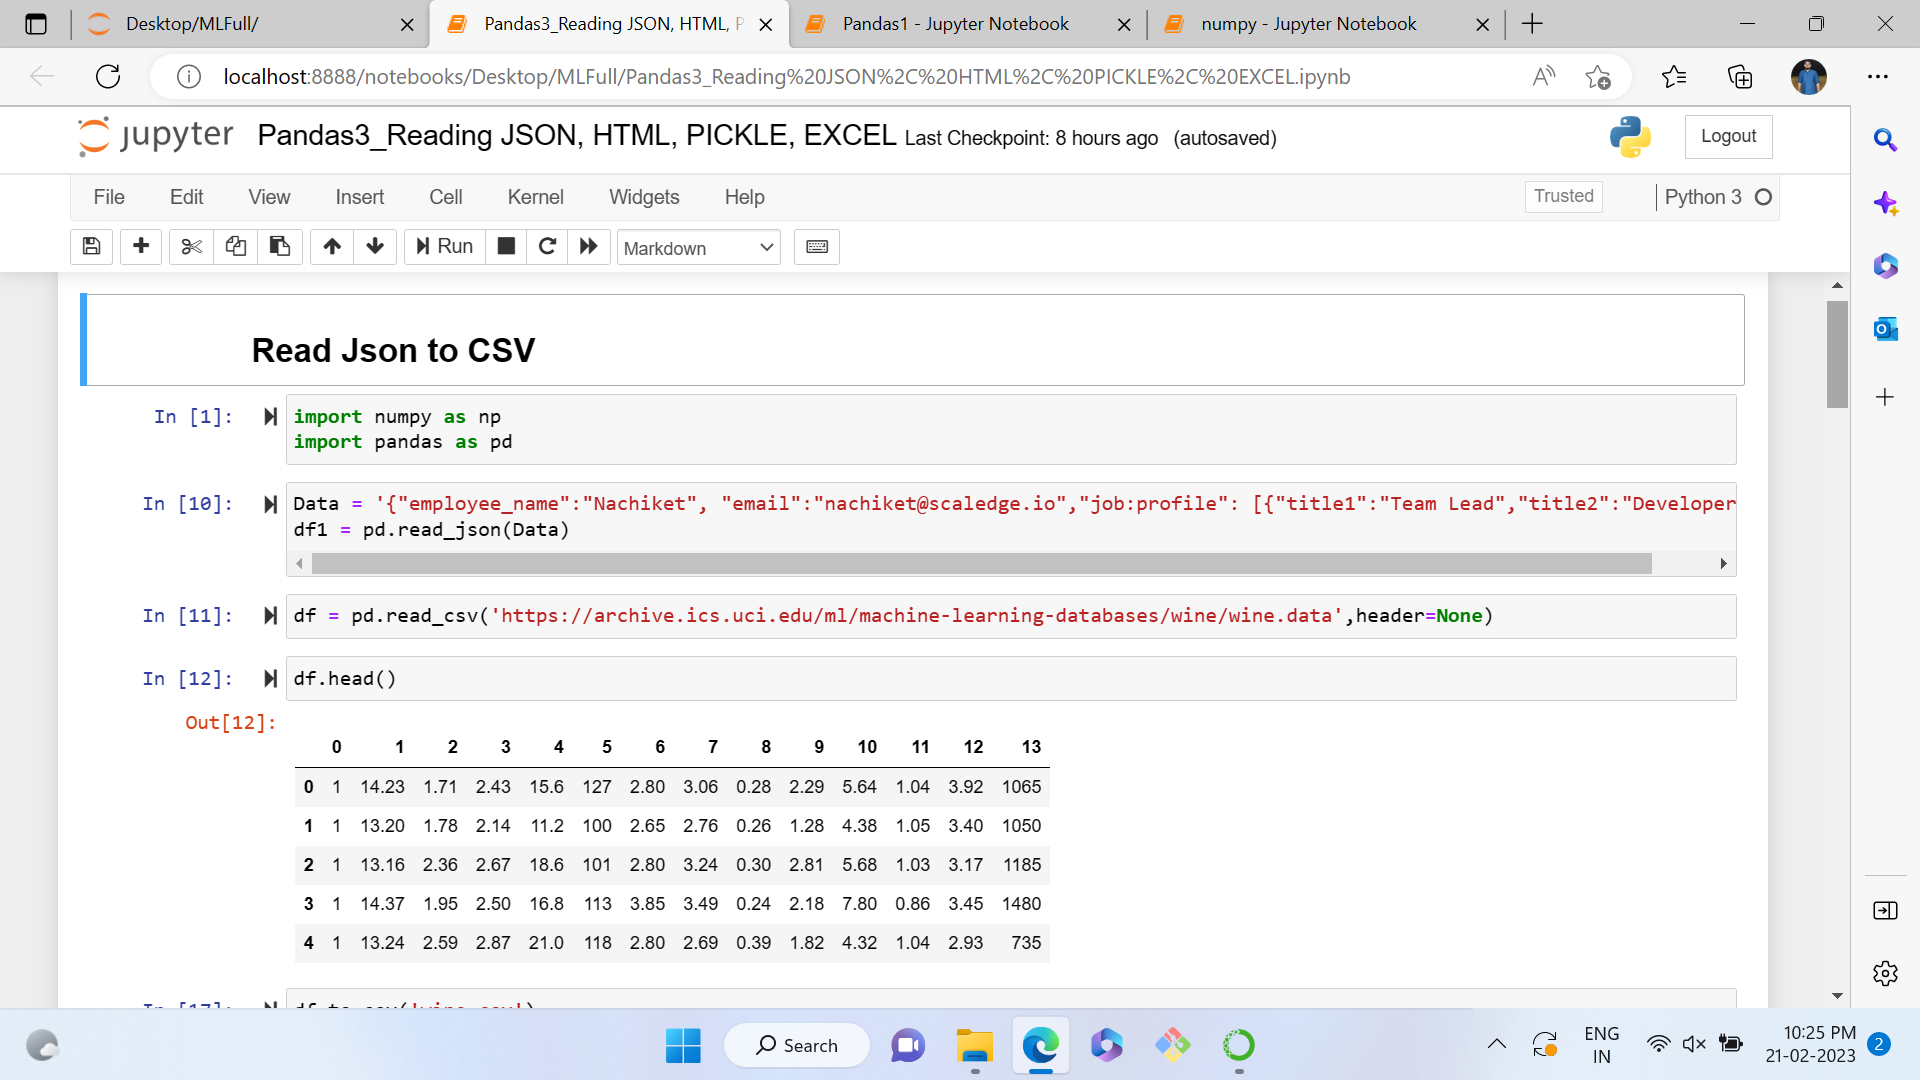 Desktop/MLFull/
Pandas3_Reading JSON, HTML, P
Pandas1 - Jupyter Notebook
numpy - Jupyter Notebook
localhost:8888/notebooks/Desktop/MLFull/Pandas3_Reading%20JSON%2C%20HTML%2C%20PICKLE%2C%20EXCEL.ipynb
jupyter Pandas3_Reading JSON, HTML, PICKLE, EXCEL Last Checkpoint: 8 hours ago (autosaved)
Logout
File Edit View Insert Cell Kernel Widgets Help
Trusted
Python 3
Run
Markdown
Read Json to CSV
In [1]: import numpy as np
import pandas as pd
In [10]: Data = '{"employee_name":"Nachiket", "email":"nachiket@scaledge.io","job:profile": [{"title1":"Team Lead","title2":"Developer
df1 = pd.read_json(Data)
In [11]: df = pd.read_csv('https://archive.ics.uci.edu/ml/machine-learning-databases/wine/wine.data',header=None)
In [12]: df.head()
Out[12]:
0 1 2 3 4 5 6 7 8 9 10 11 12 13
0 1 14.23 1.71 2.43 15.6 127 2.80 3.06 0.28 2.29 5.64 1.04 3.92 1065
1 1 13.20 1.78 2.14 11.2 100 2.65 2.76 0.26 1.28 4.38 1.05 3.40 1050
2 1 13.16 2.36 2.67 18.6 101 2.80 3.24 0.30 2.81 5.68 1.03 3.17 1185
3 1 14.37 1.95 2.50 16.8 113 3.85 3.49 0.24 2.18 7.80 0.86 3.45 1480
4 1 13.24 2.59 2.87 21.0 118 2.80 2.69 0.39 1.82 4.32 1.04 2.93 735
In [17]: df.to_csv('wine.csv')
Search
ENG
IN
10:25 PM
21-02-2023
2